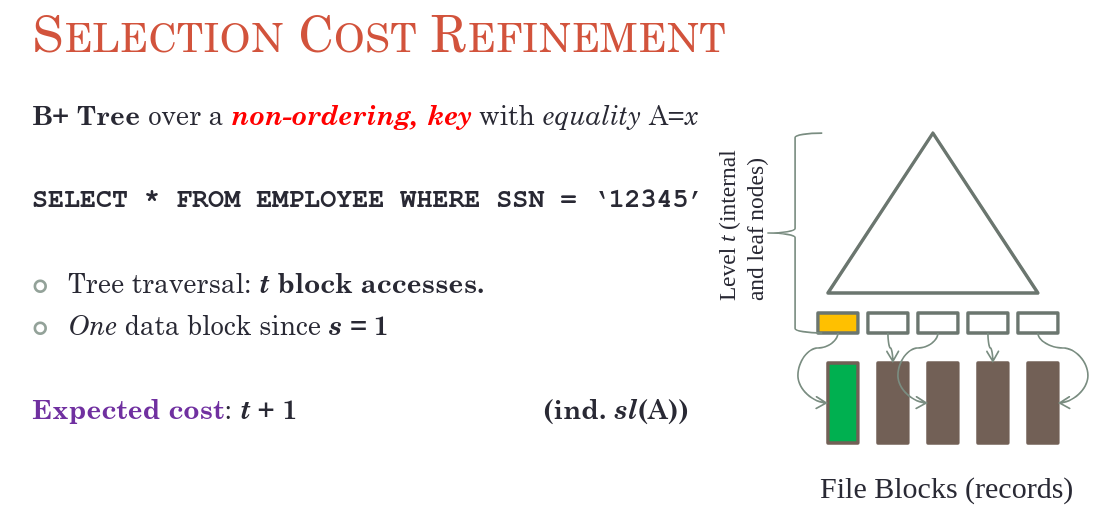 SELECTION COST REFINEMENT
B+ Tree over a non-ordering, key with equality A=x
SELECT * FROM EMPLOYEE WHERE SSN = ‘12345’
Tree traversal: t block accesses.
One data block since s = 1
Expected cost: t + 1 (ind. sl(A))
Level t (internal
and leaf nodes)
File Blocks (records)